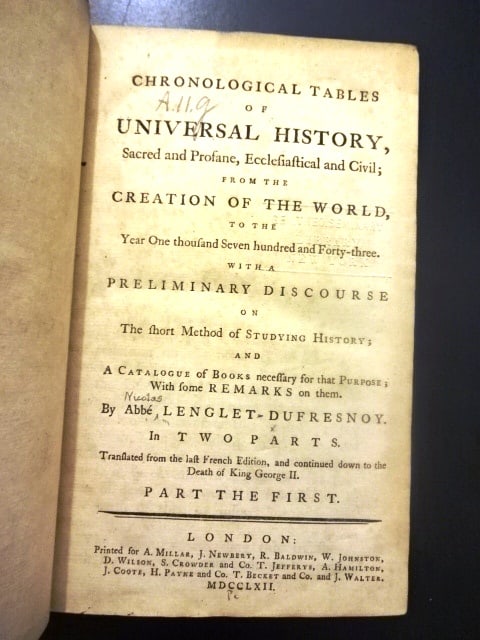 CHRONOLOGICAL TABLES
A.11.g
OF
UNIVERSAL HISTORY,
Sacred and Profane, Eccleſiaſtical and Civil;
FROM THE
CREATION OF THE WORLD,
TO THE
Year One thouſand Seven hundred and Forty-three.
WITH A
PRELIMINARY DISCOURSE
ON
The ſhort Method of STUDYING HISTORY;
AND
A CATALOGUE of BOOKS neceſſary for that PURPOSE;
With ſome REMARKS on them.
Nicolas
By Abbé LENGLET-DUFRESNOY.
In TWO PARTS.
Tranſlated from the laſt French Edition, and continued down to the
Death of King George II.
PART THE FIRST.
LONDON:
Printed for A. MILLAR, J. NEWBERY, R. BALDWIN, W. JOHNSTON,
D. WILSON, S. CROWDER and Co. T. JEFFERYS, A. HAMILTON,
J. COOTE, H. PAYNE and Co. T. BECKET and Co. and J. WALTER.
MDCCLXII.